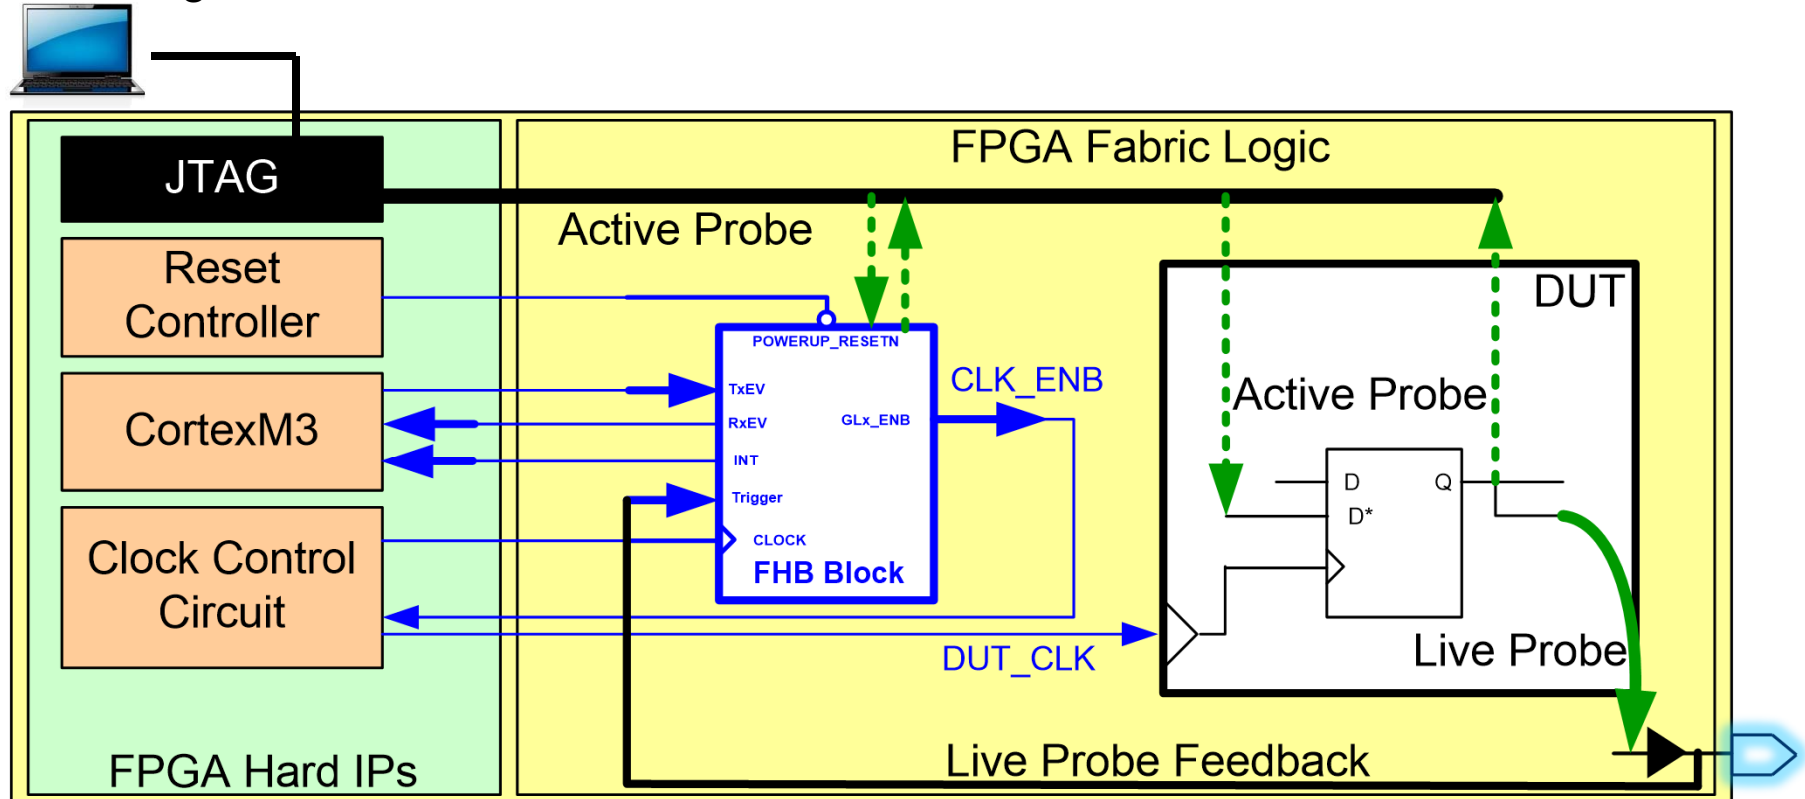 JTAG
FPGA Fabric Logic
Active Probe
Reset
Controller
DUT
POWERUP_RESETN
TxEV
CLK_ENB
Active Probe
CortexM3
RxEV
GLx_ENB
INT
D
Q
Trigger
D*
CLOCK
Clock Control
Circuit
FHB Block
DUT_CLK
Live Probe
FPGA Hard IPs
Live Probe Feedback